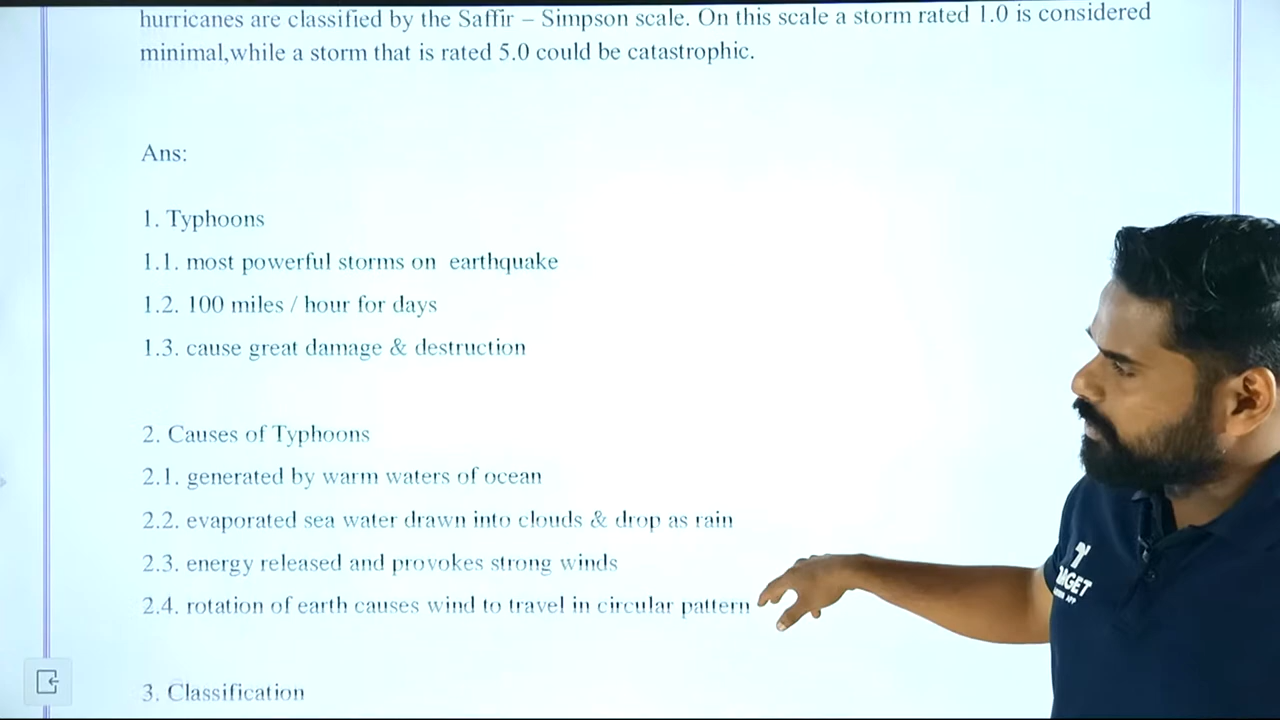 hurricanes are classified by the Saffir – Simpson scale. On this scale a storm rated 1.0 is considered
minimal,while a storm that is rated 5.0 could be catastrophic.
Ans:
1. Typhoons
1.1. most powerful storms on earthquake
1.2. 100 miles / hour for days
1.3. cause great damage & destruction
2. Causes of Typhoons
2.1. generated by warm waters of ocean
2.2. evaporated sea water drawn into clouds & drop as rain
2.3. energy released and provokes strong winds
2.4. rotation of earth causes wind to travel in circular pattern
3. Classification